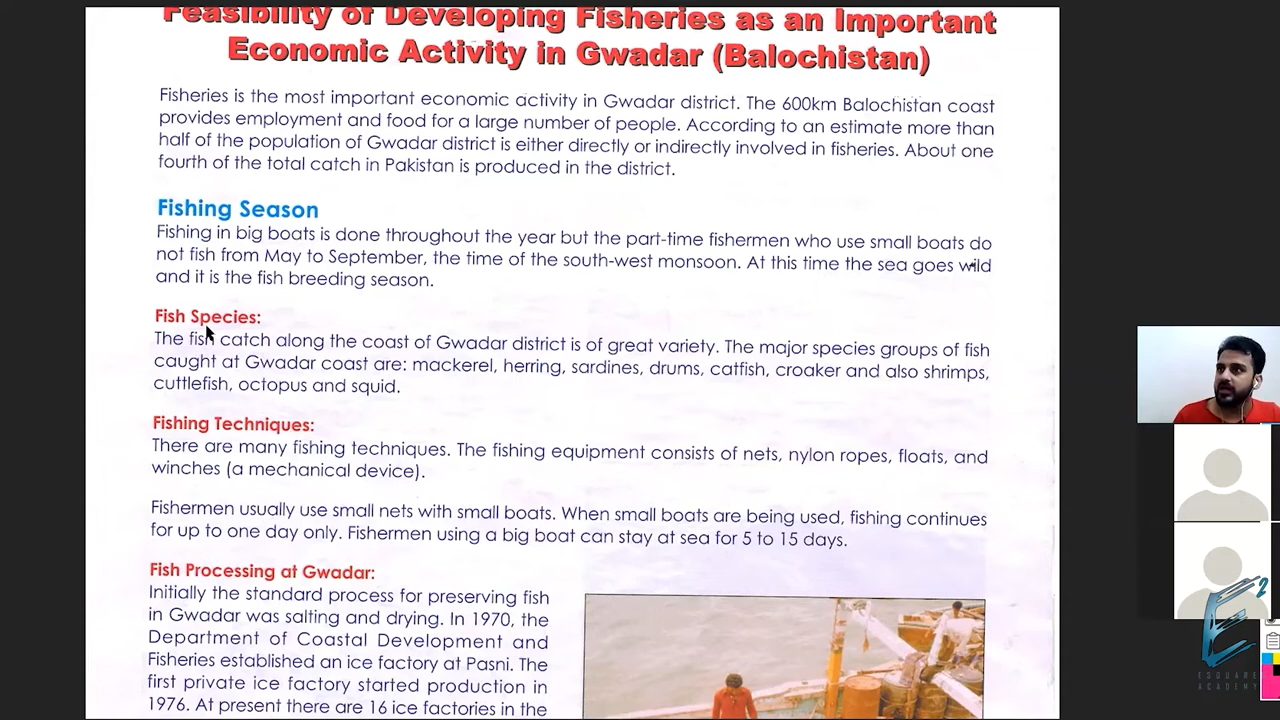 Feasibility of Developing Fisheries as an Important
Economic Activity in Gwadar (Balochistan)
Fisheries is the most important economic activity in Gwadar district. The 600km Balochistan coast
provides employment and food for a large number of people. According to an estimate more than
half of the population of Gwadar district is either directly or indirectly involved in fisheries. About one
fourth of the total catch in Pakistan is produced in the district.
Fishing Season
Fishing in big boats is done throughout the year but the part-time fishermen who use small boats do
not fish from May to September, the time of the south-west monsoon. At this time the sea goes wild
and it is the fish breeding season.
Fish Species:
The fish catch along the coast of Gwadar district is of great variety. The major species groups of fish
caught at Gwadar coast are: mackerel, herring, sardines, drums, catfish, croaker and also shrimps,
cuttlefish, octopus and squid.
Fishing Techniques:
There are many fishing techniques. The fishing equipment consists of nets, nylon ropes, floats, and
winches (a mechanical device).
Fishermen usually use small nets with small boats. When small boats are being used, fishing continues
for up to one day only. Fishermen using a big boat can stay at sea for 5 to 15 days.
Fish Processing at Gwadar:
Initially the standard process for preserving fish
in Gwadar was salting and drying. In 1970, the
Department of Coastal Development and
Fisheries established an ice factory at Pasni. The
first private ice factory started production in
1976. At present there are 16 ice factories in the
E2
ESQUARE
ACADEMY